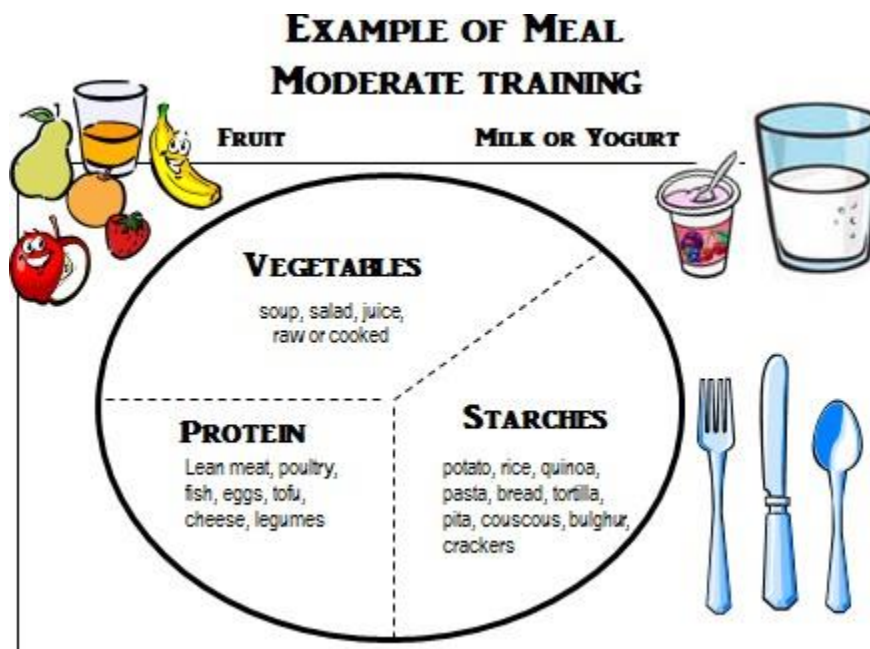 EXAMPLE OF MEAL
MODERATE TRAINING
FRUIT
MILK OR YOGURT
VEGETABLES
soup, salad, juice,
raw or cooked
PROTEIN
Lean meat, poultry,
fish, eggs, tofu,
cheese, legumes
STARCHES
potato, rice, quinoa,
pasta, bread, tortilla,
pita, couscous, bulghur,
crackers